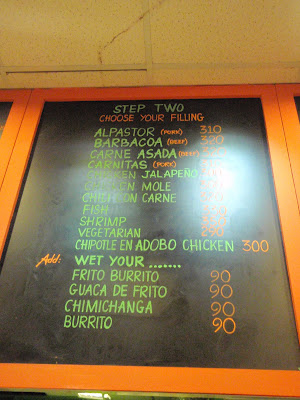 STEP TWO
CHOOSE YOUR FILLING
ALPASTOR (PORK) 310
BARBACOA (BEEF) 320
CARNE ASADA (BEEF)
CARNITAS (PORK)
CHICKEN JALAPEÑO
CHICKEN MOLE
CHICKEN CARNE
FISH
SHRIMP
VEGETARIAN 290
CHIPOTLE EN ADOBO CHICKEN 300
Add: WET YOUR .......
FRITO BURRITO 90
GUACA DE FRITO 90
CHIMICHANGA 90
BURRITO 90